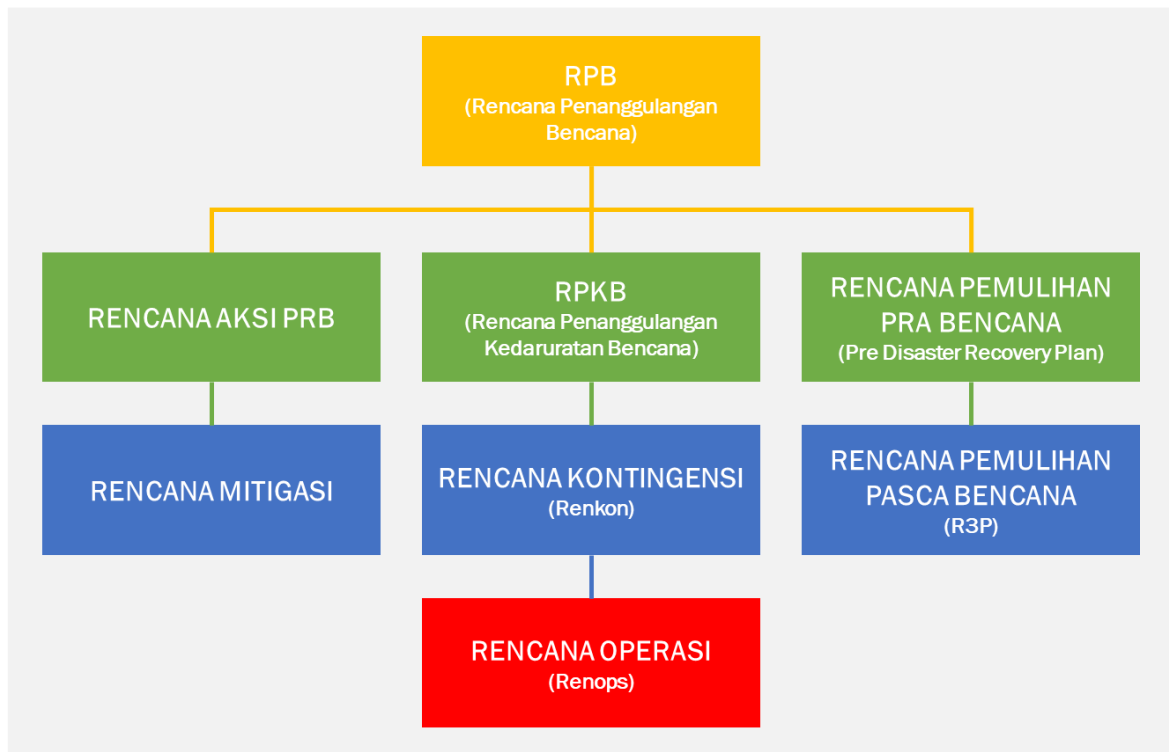 RPB
(Rencana Penanggulangan
Bencana)
RENCANA AKSI PRB
RPKB
(Rencana Penanggulangan
Kedaruratan Bencana)
RENCANA PEMULIHAN
PRA BENCANA
(Pre Disaster Recovery Plan)
RENCANA MITIGASI
RENCANA KONTINGENSI
(Renkon)
RENCANA PEMULIHAN
PASCA BENCANA
(R3P)
RENCANA OPERASI
(Renops)